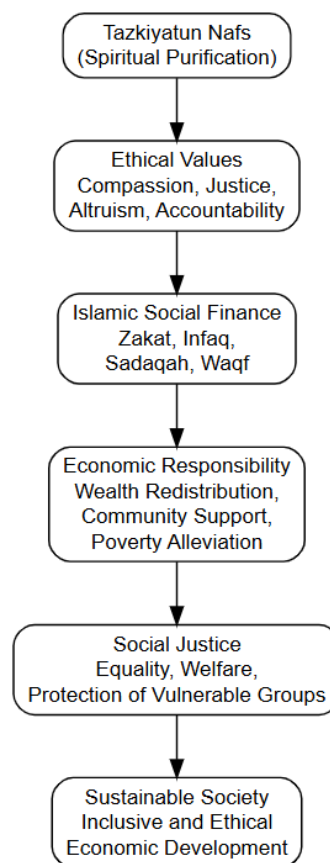 Tazkiyatun Nafs
(Spiritual Purification)
Ethical Values
Compassion, Justice,
Altruism, Accountability
Islamic Social Finance
Zakat, Infaq,
Sadaqah, Waqf
Economic Responsibility
Wealth Redistribution,
Community Support,
Poverty Alleviation
Social Justice
Equality, Welfare,
Protection of Vulnerable Groups
Sustainable Society
Inclusive and Ethical
Economic Development